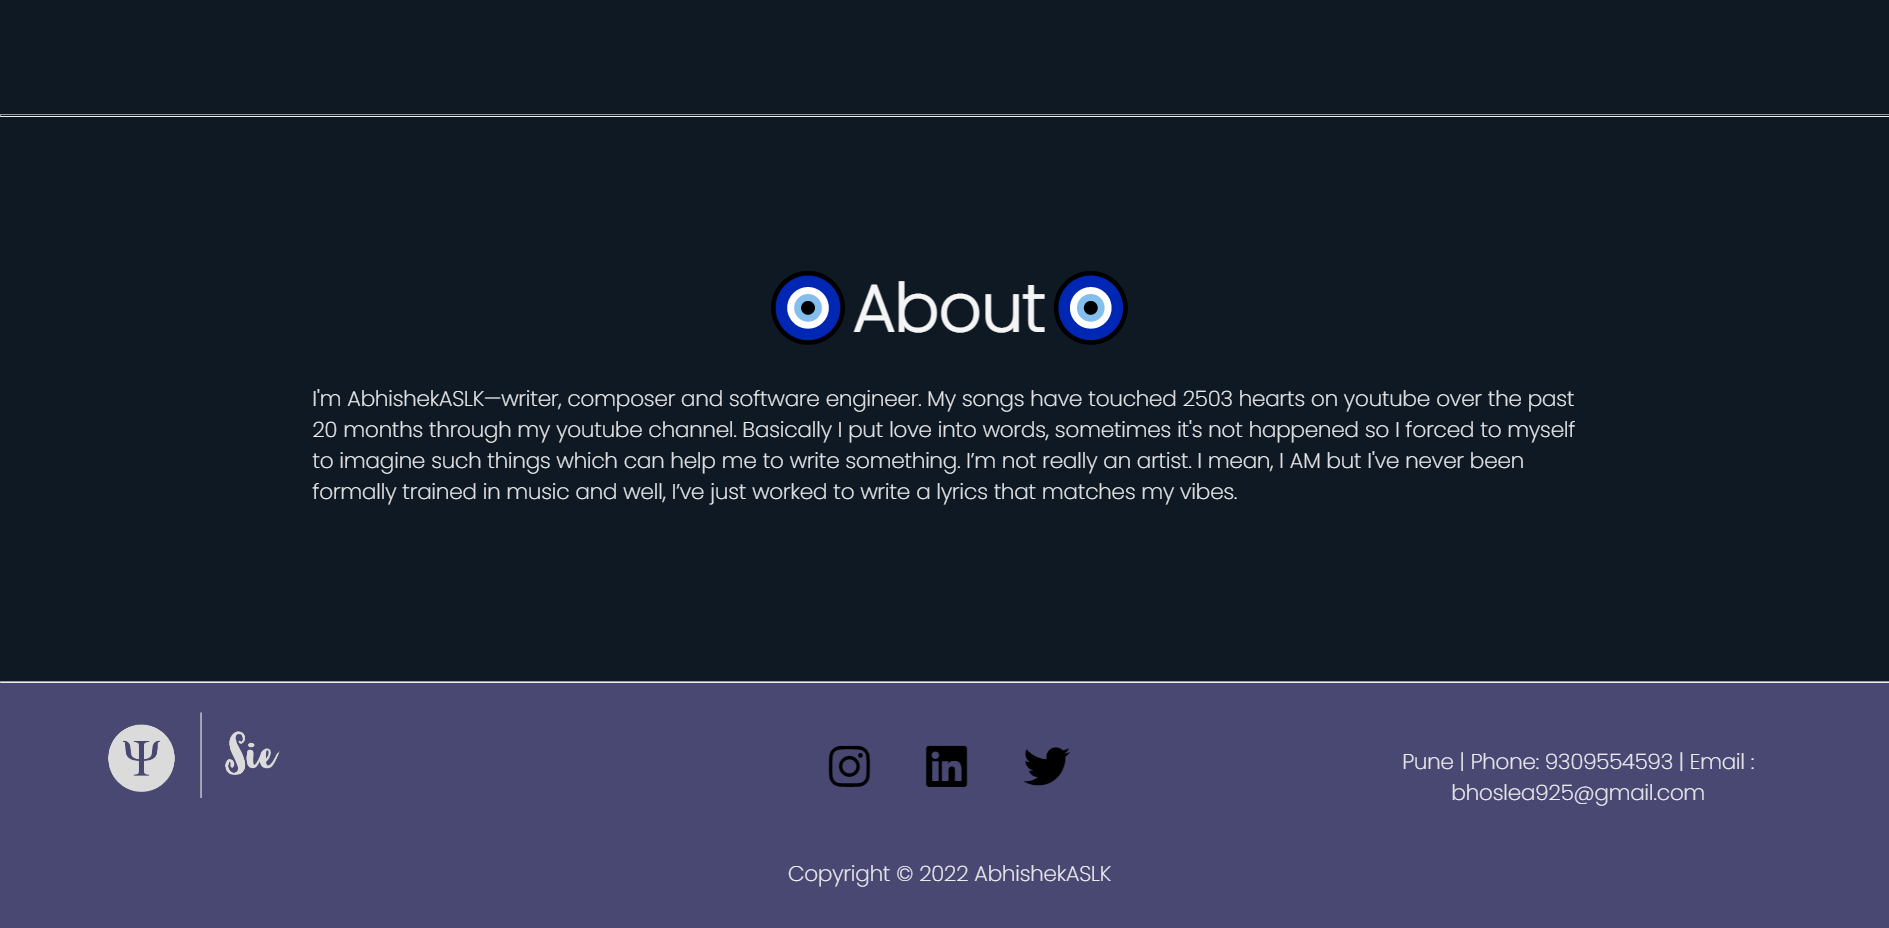 About
I'm AbhishekASLK—writer, composer and software engineer. My songs have touched 2503 hearts on youtube over the past
20 months through my youtube channel. Basically I put love into words, sometimes it's not happened so I forced to myself
to imagine such things which can help me to write something. I’m not really an artist. I mean, I AM but I've never been
formally trained in music and well, I’ve just worked to write a lyrics that matches my vibes.
Ψ | Sie
in
Pune | Phone: 9309554593 | Email :
bhoslea925@gmail.com
Copyright © 2022 AbhishekASLK